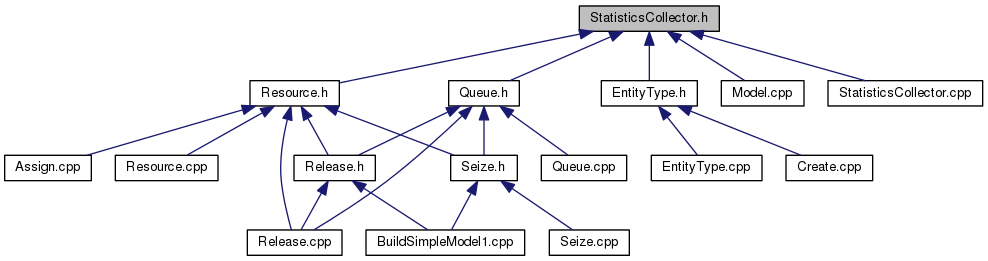 StatisticsCollector.h
Resource.h
Queue.h
EntityType.h
Model.cpp
StatisticsCollector.cpp
Assign.cpp
Resource.cpp
Release.h
Seize.h
Queue.cpp
EntityType.cpp
Create.cpp
Release.cpp
BuildSimpleModel1.cpp
Seize.cpp